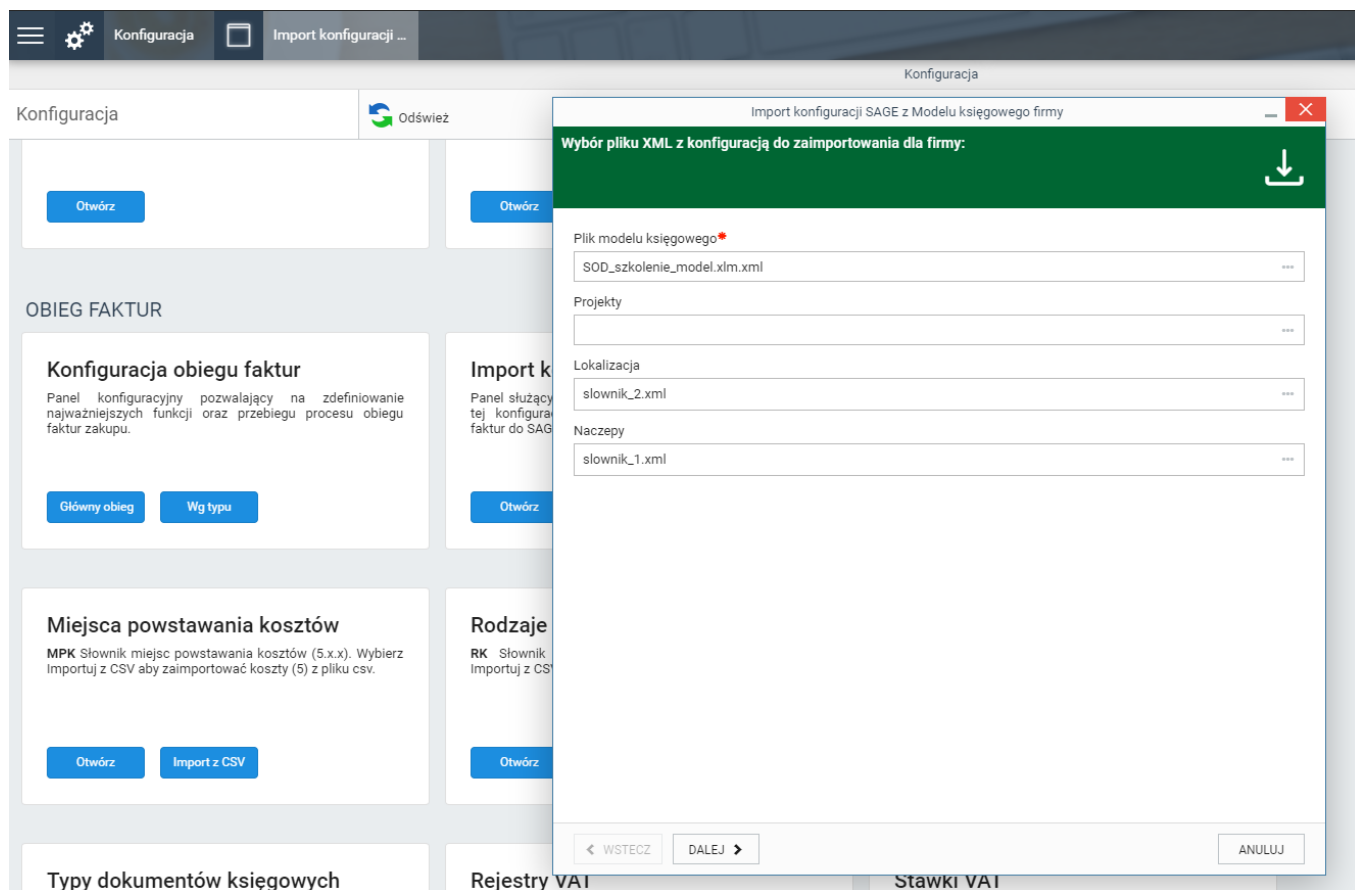 Konfiguracja
Import konfiguracji ...
Konfiguracja
Konfiguracja
Odśwież
Import konfiguracji SAGE z Modelu księgowego firmy
Wybór pliku XML z konfiguracją do zaimportowania dla firmy:
Otwórz
Otwórz
Plik modelu księgowego*
SOD_szkolenie_model.xlm.xml
Projekty
Lokalizacja
slownik_2.xml
Naczepy
slownik_1.xml
OBIEG FAKTUR
Konfiguracja obiegu faktur
Panel konfiguracyjny pozwalający na zdefiniowanie
najważniejszych funkcji oraz przebiegu procesu obiegu
faktur zakupu.
Główny obieg
Wg typu
Import k
Panel służący
tej konfigura
faktur do SAG
Otwórz
Miejsca powstawania kosztów
MPK Słownik miejsc powstawania kosztów (5.x.x). Wybierz
Importuj z CSV aby zaimportować koszty (5) z pliku csv.
Otwórz
Import z CSV
Rodzaje
RK Słownik
Importuj z CS
Otwórz
WSTECZ
DALEJ
ANULUJ
Typy dokumentów księgowych
Rejestry VAT
Stawki VAT